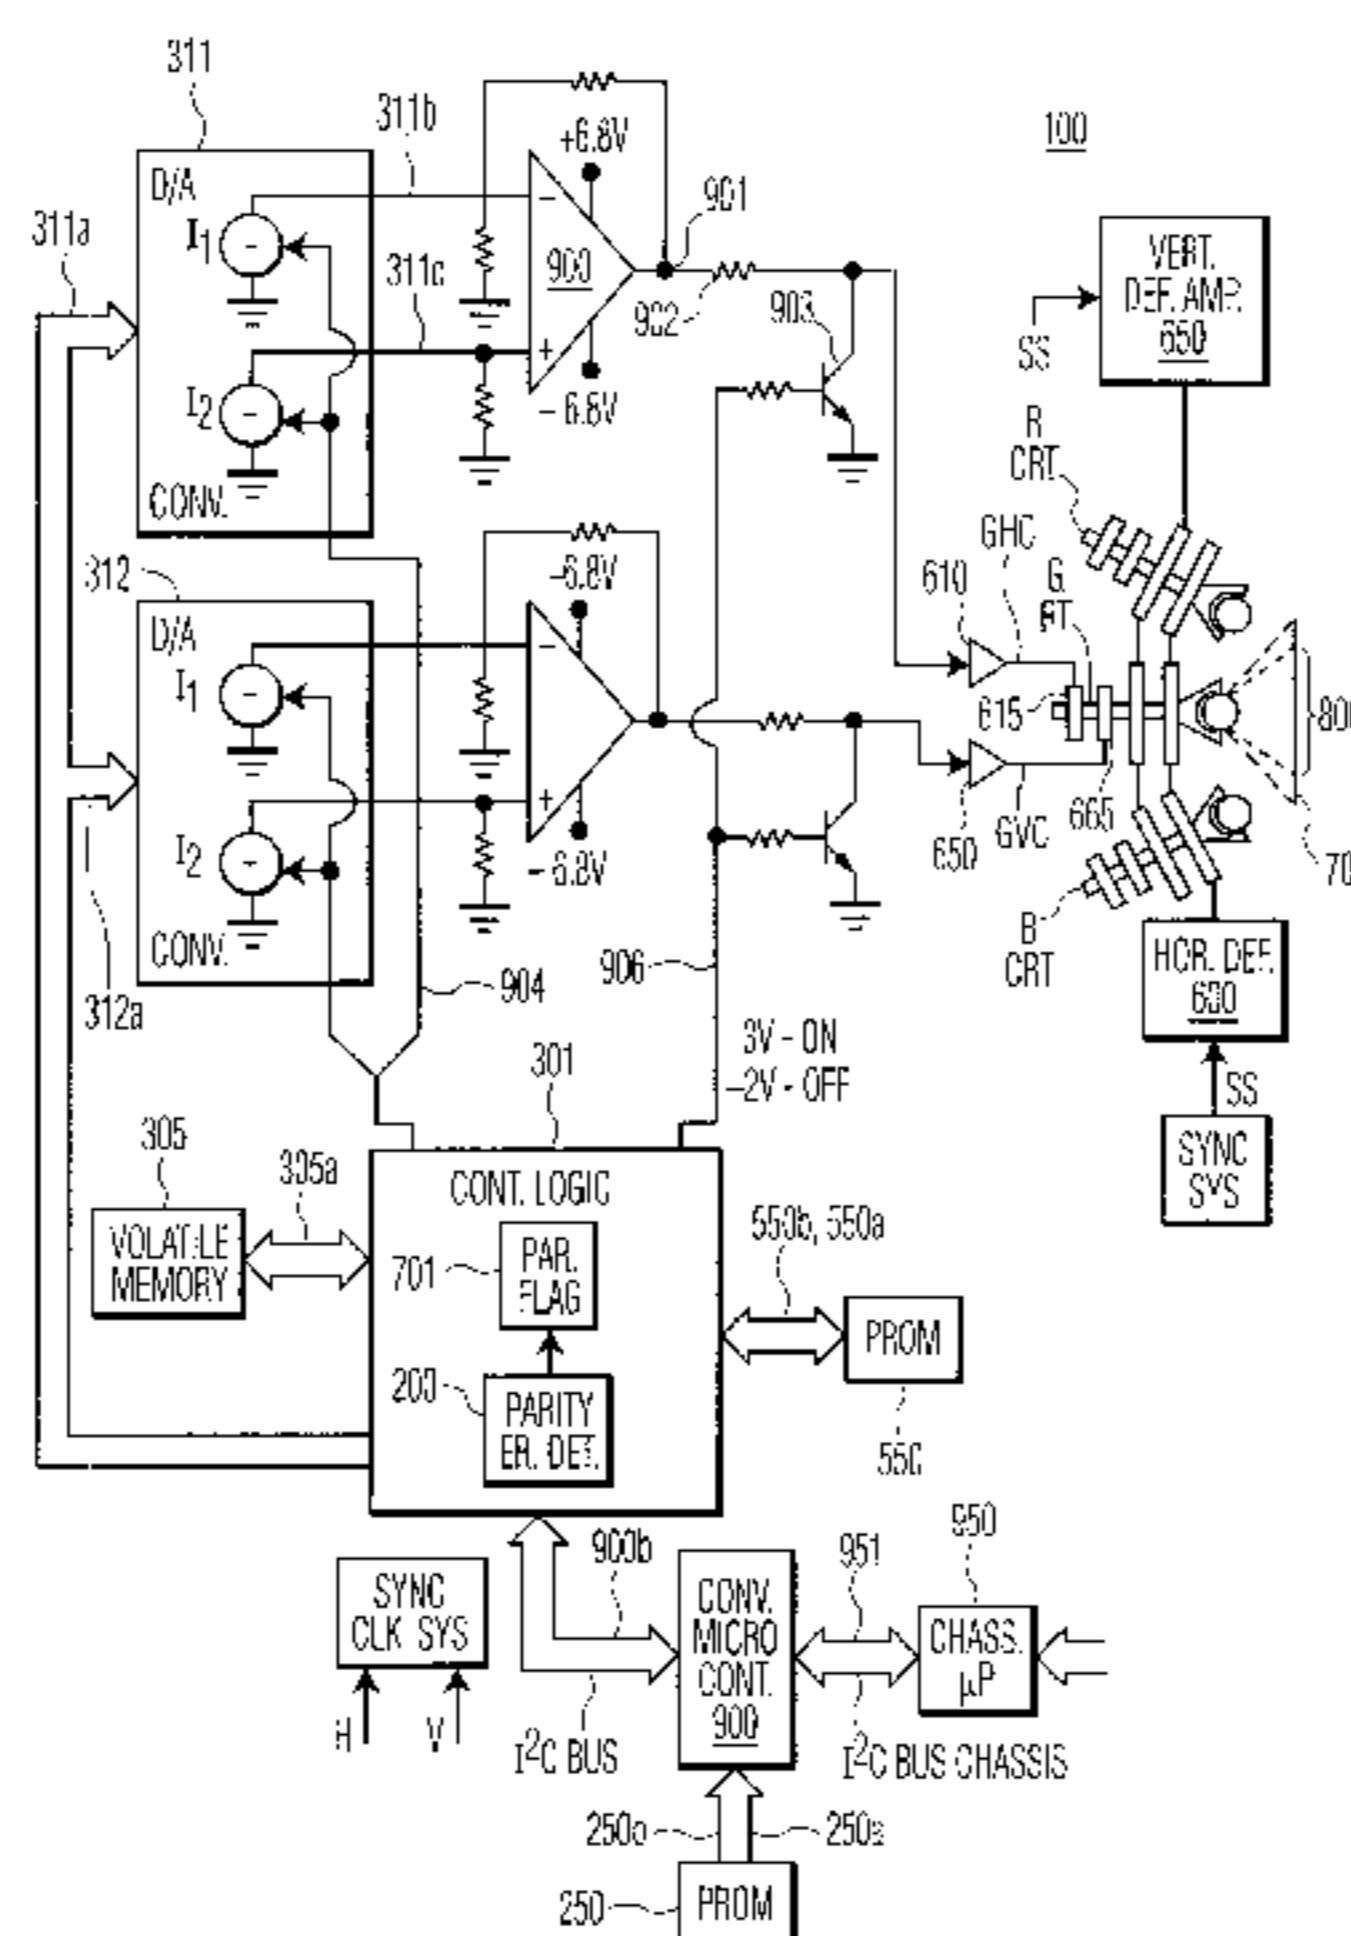 311
311b
100
+6.8V
D/A
I1
901
311a
311c
900
902
903
VERT.
DEF. AMP.
650
SS
I2
- 6.8V
CONV.
R
CRT
GHC
312
-6.8V
610
G
D/A
I1
615
I2
- 6.8V
650
GVC
665
CONV.
B
CRT
HOR. DEF.
600
906
312a
904
3V - ON
-2V - OFF
301
SS
SYNC
SYS
305
305a
CONT. LOGIC
VOLATILE
MEMORY
701
PAR.
FLAG
550b, 550a
PROM
200
PARITY
ER. DET.
550
900b
951
950
SYNC
CLK SYS
CONV.
MICRO
CONT.
900
CHASS.
μP
H
V
I2C BUS
I2C BUS CHASSIS
250
PROM